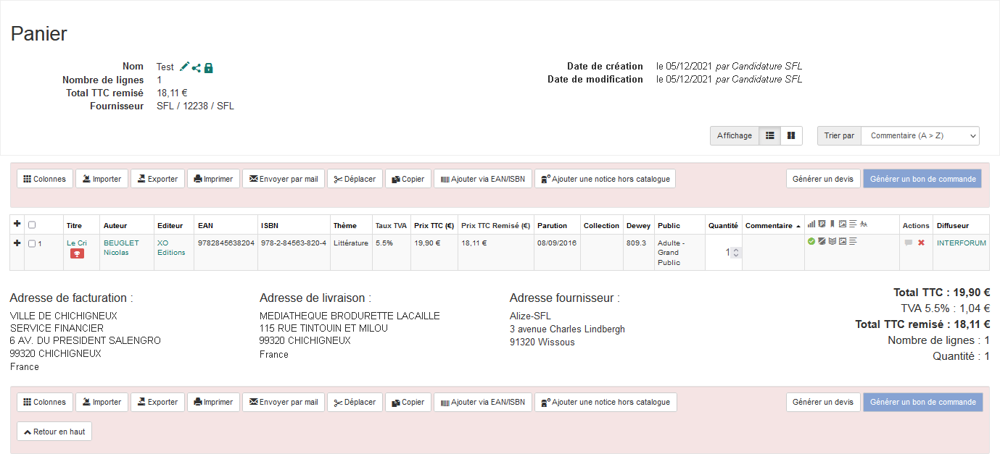 Panier
Nom Test
Nombre de lignes 1
Total TTC remisé 18,11 €
Fournisseur SFL / 12238 / SFL
Date de création le 05/12/2021 par Candidature SFL
Date de modification le 05/12/2021 par Candidature SFL
Affichage Trier par Commentaire (A > Z)
Colonnes Importer Exporter Imprimer Envoyer par mail Déplacer Copier Ajouter via EAN/ISBN Ajouter une notice hors catalogue Générer un devis Générer un bon de commande
Titre Auteur Editeur EAN ISBN Thème Taux TVA Prix TTC (€) Prix TTC Remisé (€) Parution Collection Dewey Public Quantité Commentaire Actions Diffuseur
1 Le Cri BEUGLET XO 9782845638204 978-2-84563-820-4 Littérature 5.5% 19,90 € 18,11 € 08/09/2016 809.3 Adulte - 1 INTERFORUM
Nicolas Editions Grand
Public
Adresse de facturation :
VILLE DE CHICHIGNEUX
SERVICE FINANCIER
6 AV. DU PRESIDENT SALENGRO
99320 CHICHIGNEUX
France
Adresse de livraison :
MEDIATHEQUE BRODURETTE LACAILLE
115 RUE TINTOUIN ET MILOU
99320 CHICHIGNEUX
France
Adresse fournisseur :
Alize-SFL
3 avenue Charles Lindbergh
91320 Wissous
Total TTC : 19,90 €
TVA 5.5% : 1,04 €
Total TTC remisé : 18,11 €
Nombre de lignes : 1
Quantité : 1
Colonnes Importer Exporter Imprimer Envoyer par mail Déplacer Copier Ajouter via EAN/ISBN Ajouter une notice hors catalogue Générer un devis Générer un bon de commande
Retour en haut